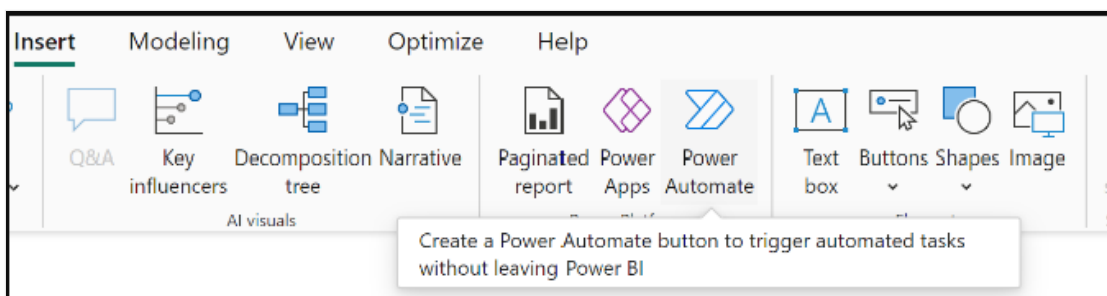 Insert Modeling View Optimize Help
Q&A Key Decomposition Narrative Paginated Power Power Text Buttons Shapes Image
influencers tree report Apps Automate box
AI visuals
Create a Power Automate button to trigger automated tasks
without leaving Power BI